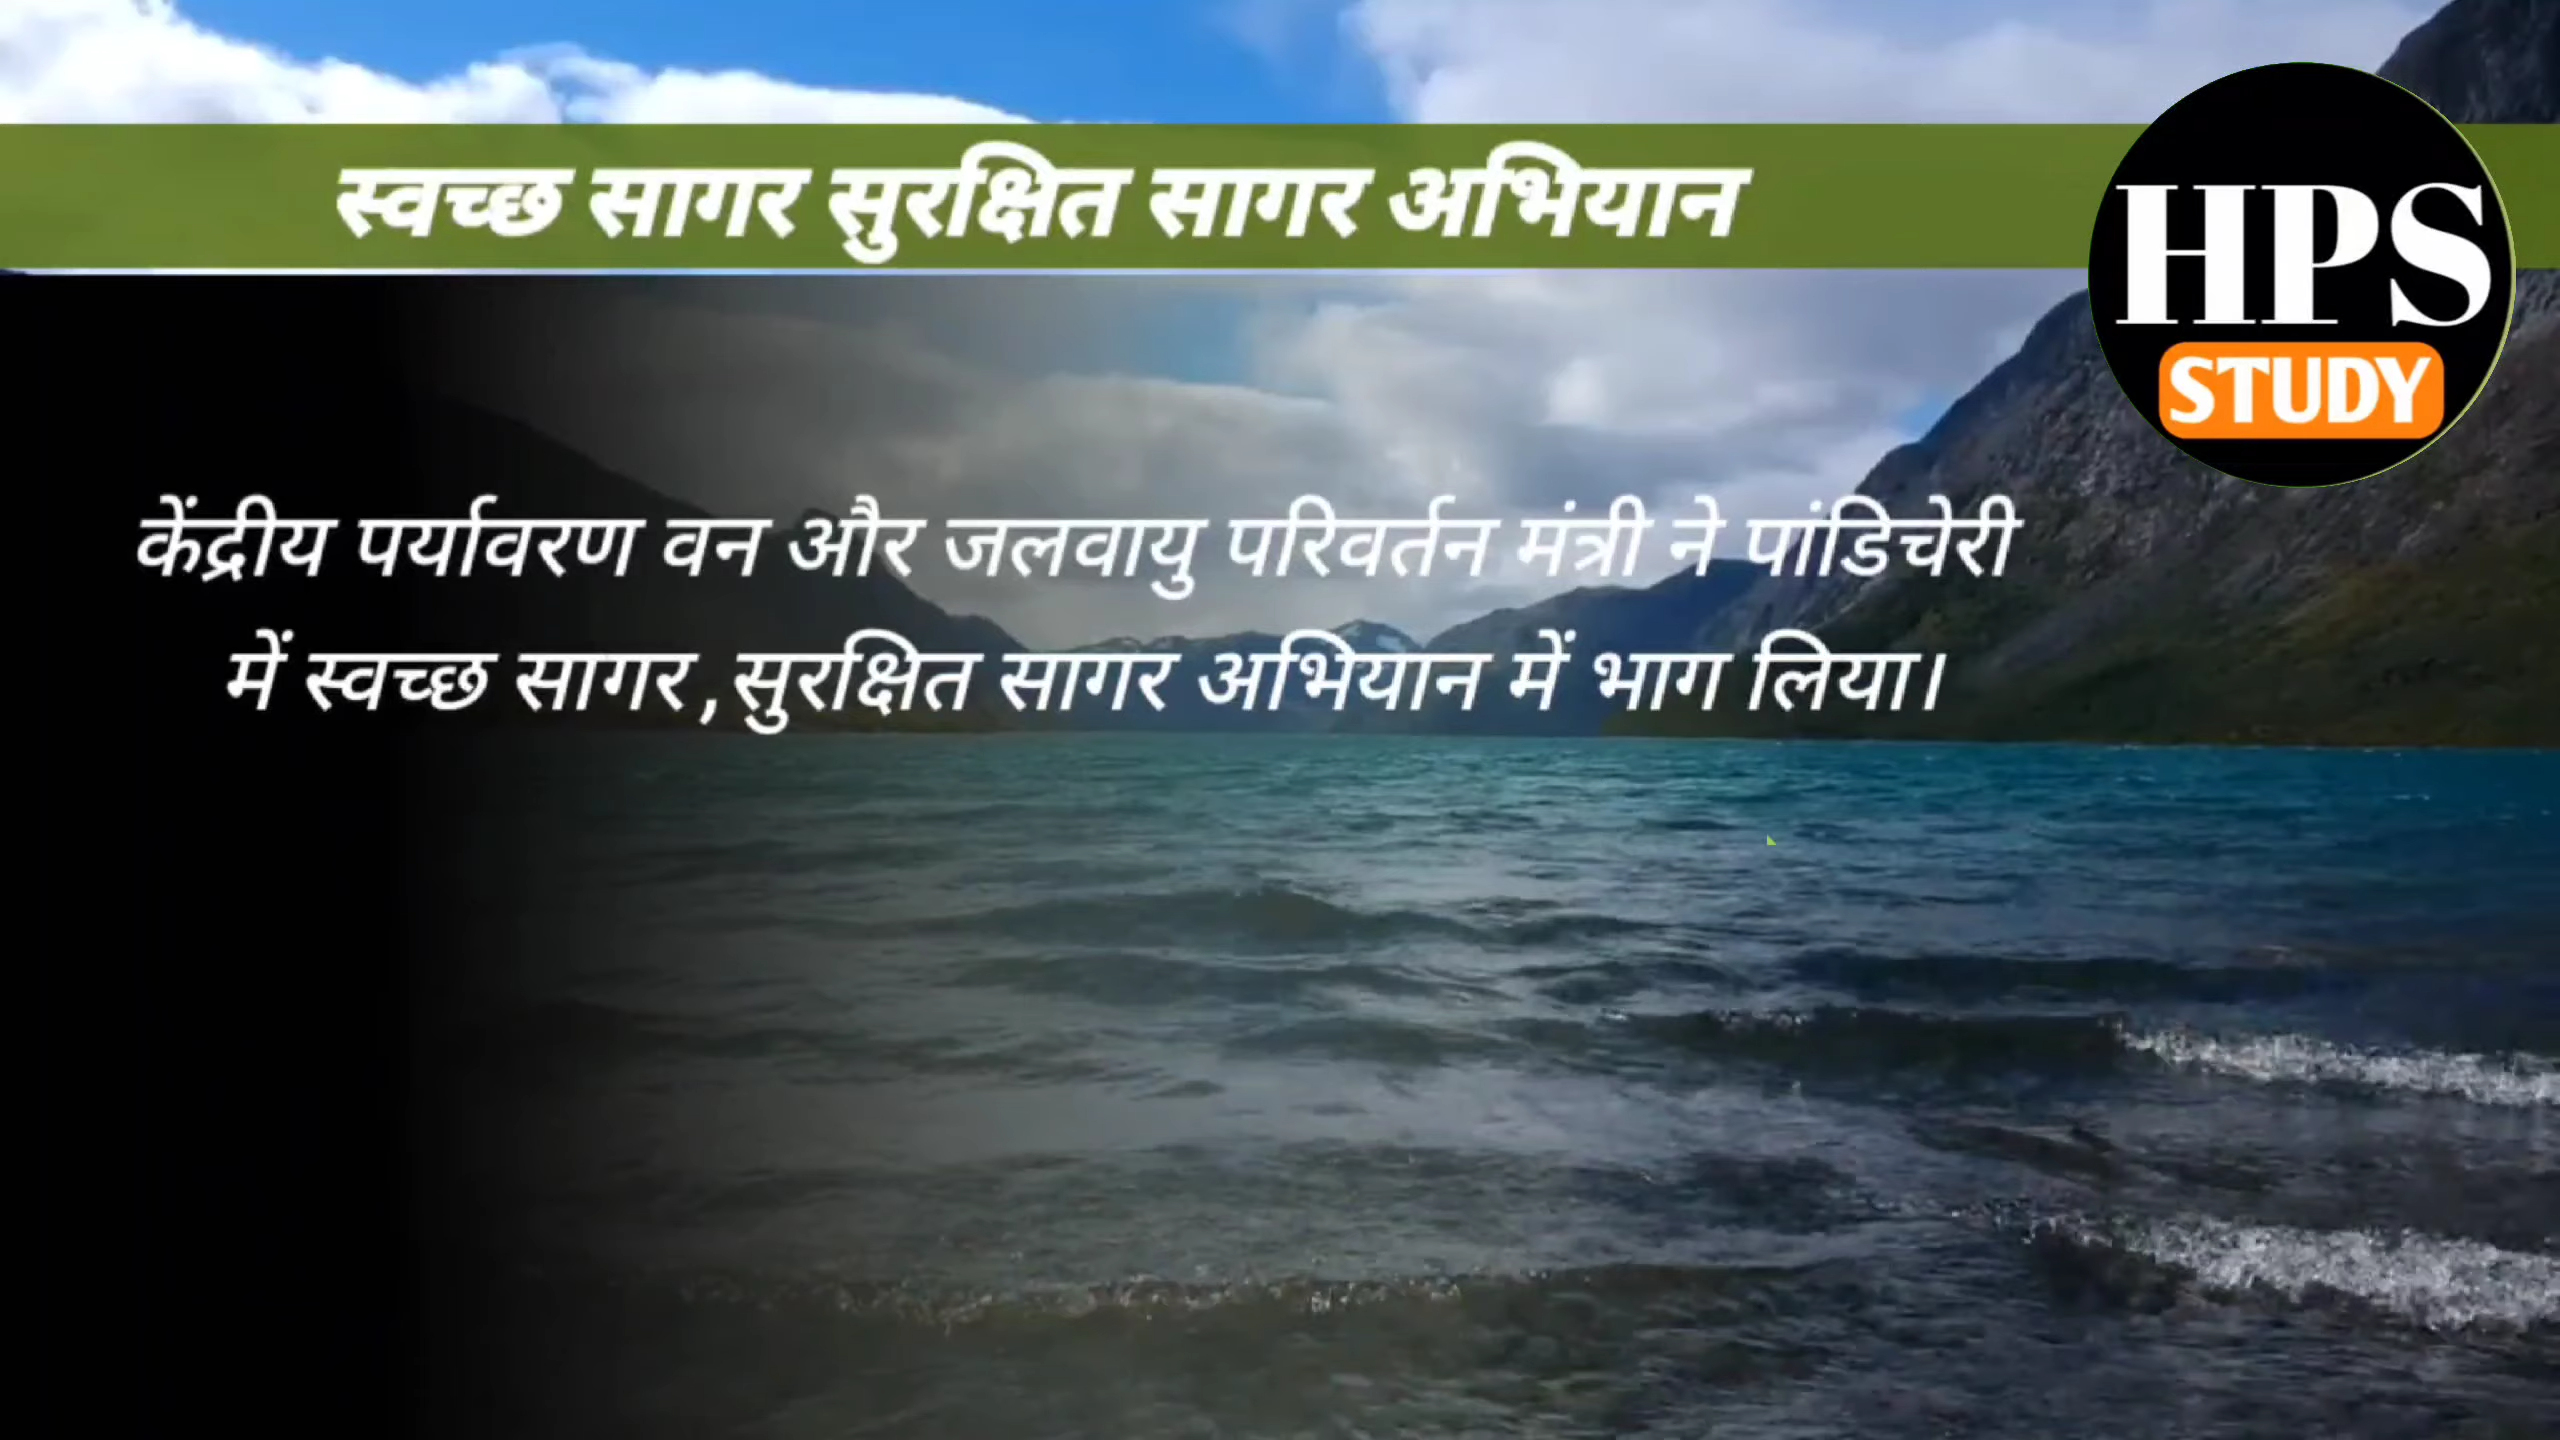 स्वच्छ सागर सुरक्षित सागर अभियान
HPS
STUDY
केंद्रीय पर्यावरण वन और जलवायु परिवर्तन मंत्री ने पांडिचेरी
में स्वच्छ सागर,सुरक्षित सागर अभियान में भाग लिया।